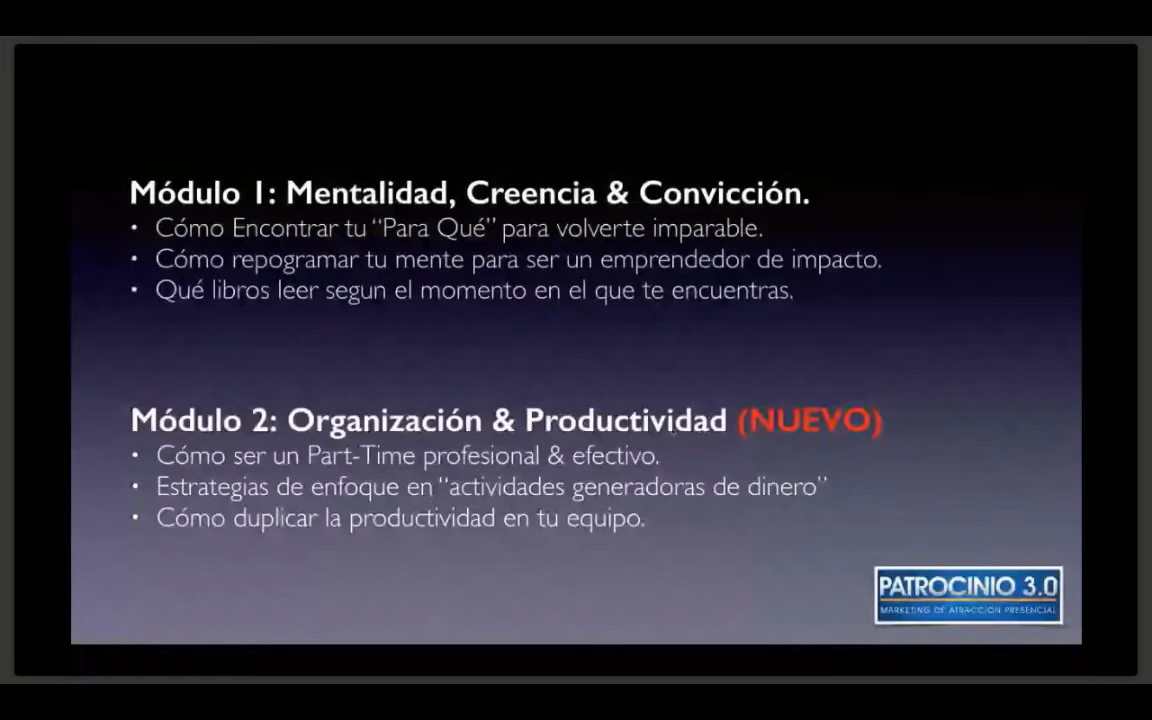 Módulo 1: Mentalidad, Creencia & Convicción.
• Cómo Encontrar tu “Para Qué” para volverte imparable.
• Cómo repogramar tu mente para ser un emprendedor de impacto.
• Qué libros leer segun el momento en el que te encuentras.
Módulo 2: Organización & Productividad (NUEVO)
• Cómo ser un Part-Time profesional & efectivo.
• Estrategias de enfoque en “actividades generadoras de dinero”
• Cómo duplicar la productividad en tu equipo.
PATROCINIO 3.0
MARKETING DE ATRACCION PRESENCIAL